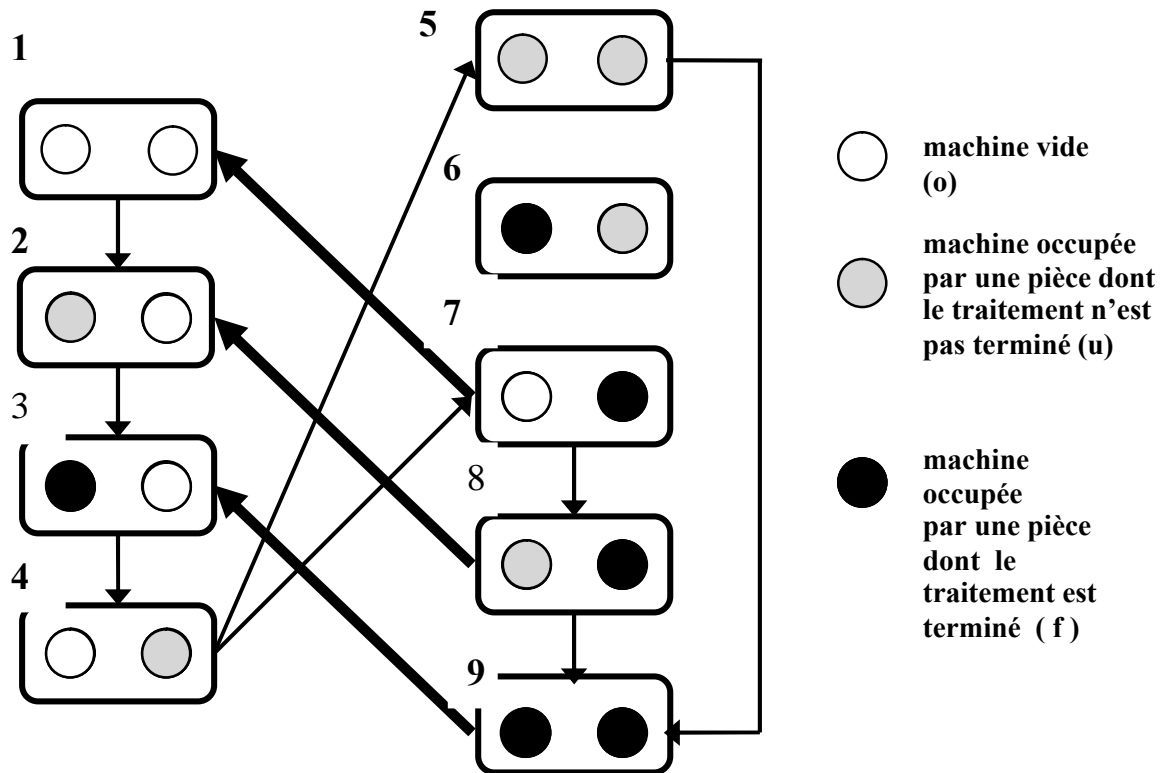 1
2
3
4
5
6
7
8
9
machine vide
(o)
machine occupée
par une pièce dont
le traitement n’est
pas terminé (u)
machine
occupée
par une pièce
dont le
traitement est
terminé ( f )